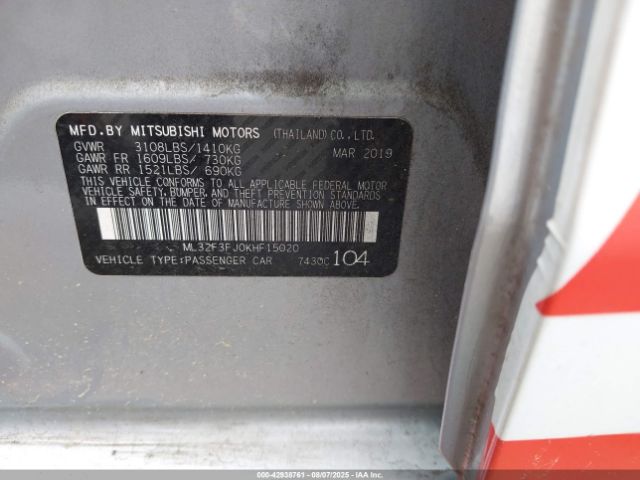 MFD.BY MITSUBISHI MOTORS (THAILAND) CO., LTD.
GVWR 3108LBS/1410KG MAR 2019
GAWR FR 1609LBS/ 730KG
GAWR RR 1521LBS/ 690KG
THIS VEHICLE CONFORMS TO ALL APPLICABLE FEDERAL MOTOR
VEHICLE SAFETY, BUMPER, AND THEFT PREVENTION STANDARDS
IN EFFECT ON THE DATE OF MANUFACTURE SHOWN ABOVE.
ML32F3FJ0KHF15020
VEHICLE TYPE:PASSENGER CAR 7430C 104
000-42938761 - 08/07/2025 - IAA Inc.